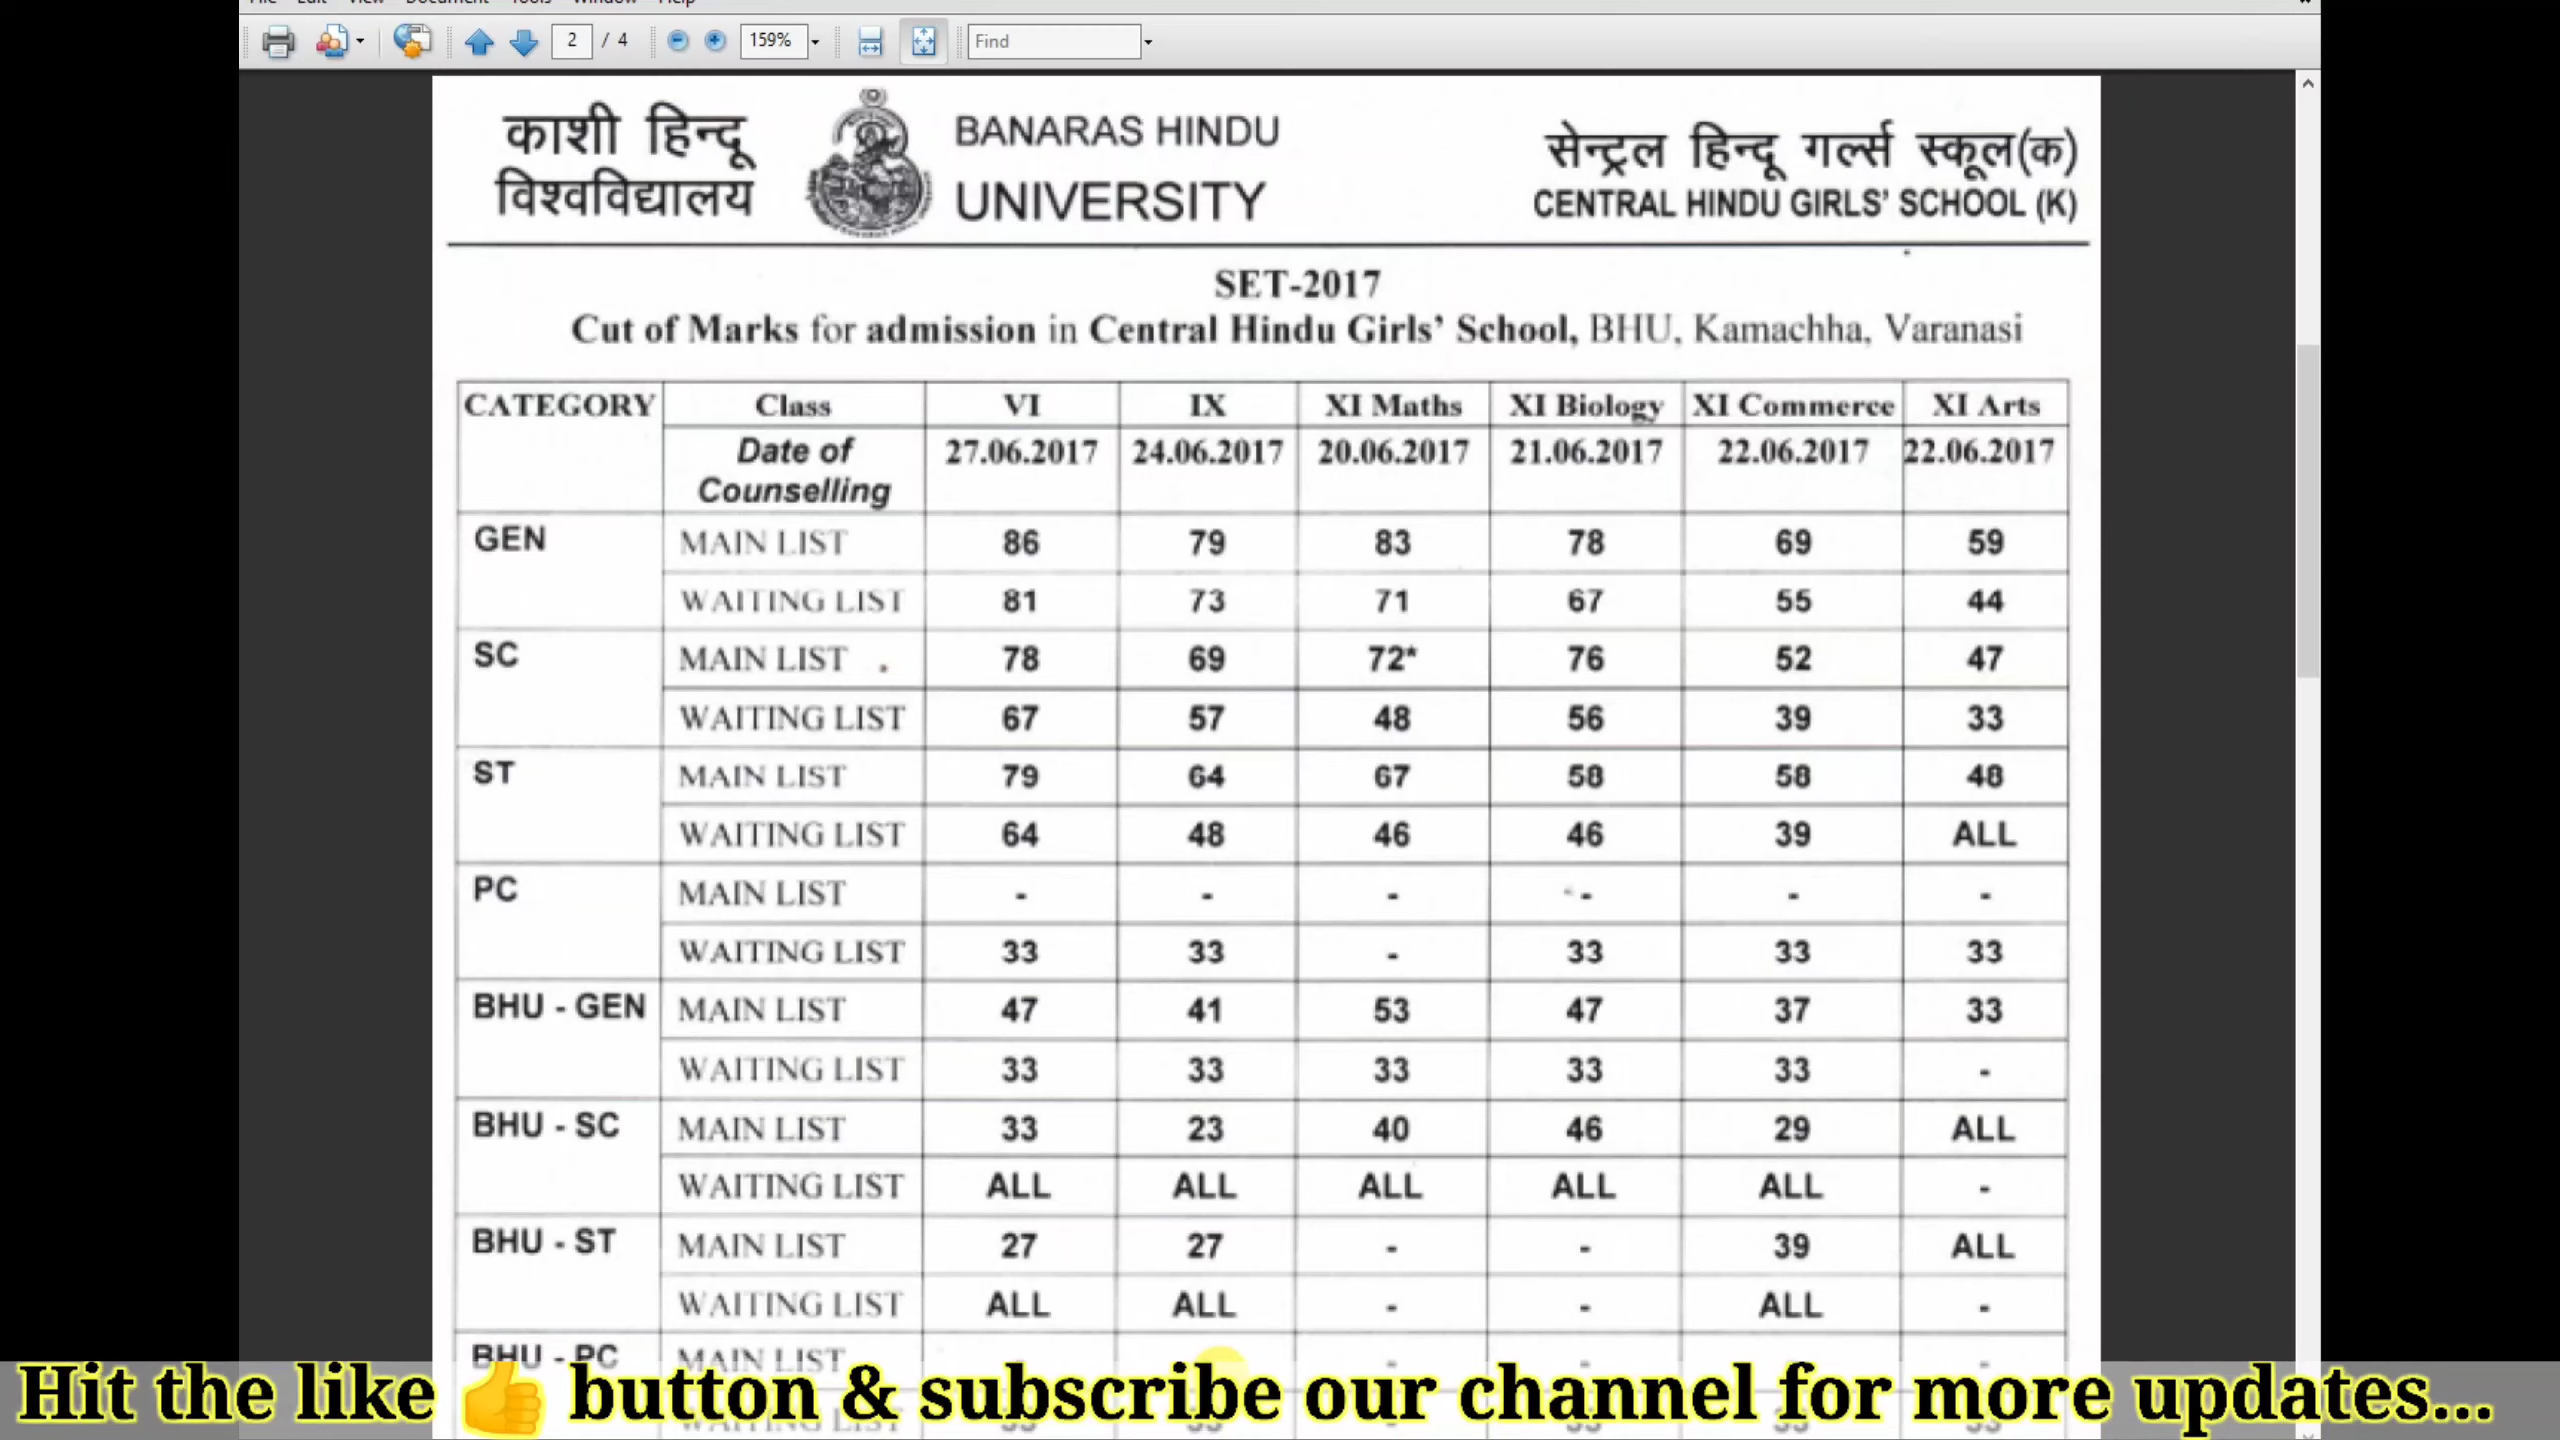 File Edit View Document Tools Window Help
2 / 4 159% Find
काशी हिन्दू
विश्वविद्यालय
BANARAS HINDU
UNIVERSITY
सेन्ट्रल हिन्दू गर्ल्स स्कूल(क)
CENTRAL HINDU GIRLS' SCHOOL (K)
SET-2017
Cut of Marks for admission in Central Hindu Girls' School, BHU, Kamachha, Varanasi
CATEGORY Class VI IX XI Maths XI Biology XI Commerce XI Arts
Date of Counselling 27.06.2017 24.06.2017 20.06.2017 21.06.2017 22.06.2017 22.06.2017
GEN MAIN LIST 86 79 83 78 69 59
WAITING LIST 81 73 71 67 55 44
SC MAIN LIST 78 69 72* 76 52 47
WAITING LIST 67 57 48 56 39 33
ST MAIN LIST 79 64 67 58 58 48
WAITING LIST 64 48 46 46 39 ALL
PC MAIN LIST - - - - - -
WAITING LIST 33 33 - 33 33 33
BHU - GEN MAIN LIST 47 41 53 47 37 33
WAITING LIST 33 33 33 33 33 -
BHU - SC MAIN LIST 33 23 40 46 29 ALL
WAITING LIST ALL ALL ALL ALL ALL -
BHU - ST MAIN LIST 27 27 - - 39 ALL
WAITING LIST ALL ALL - - ALL -
BHU - PC MAIN LIST - - - -
Hit the like 👍 button & subscribe our channel for more updates...